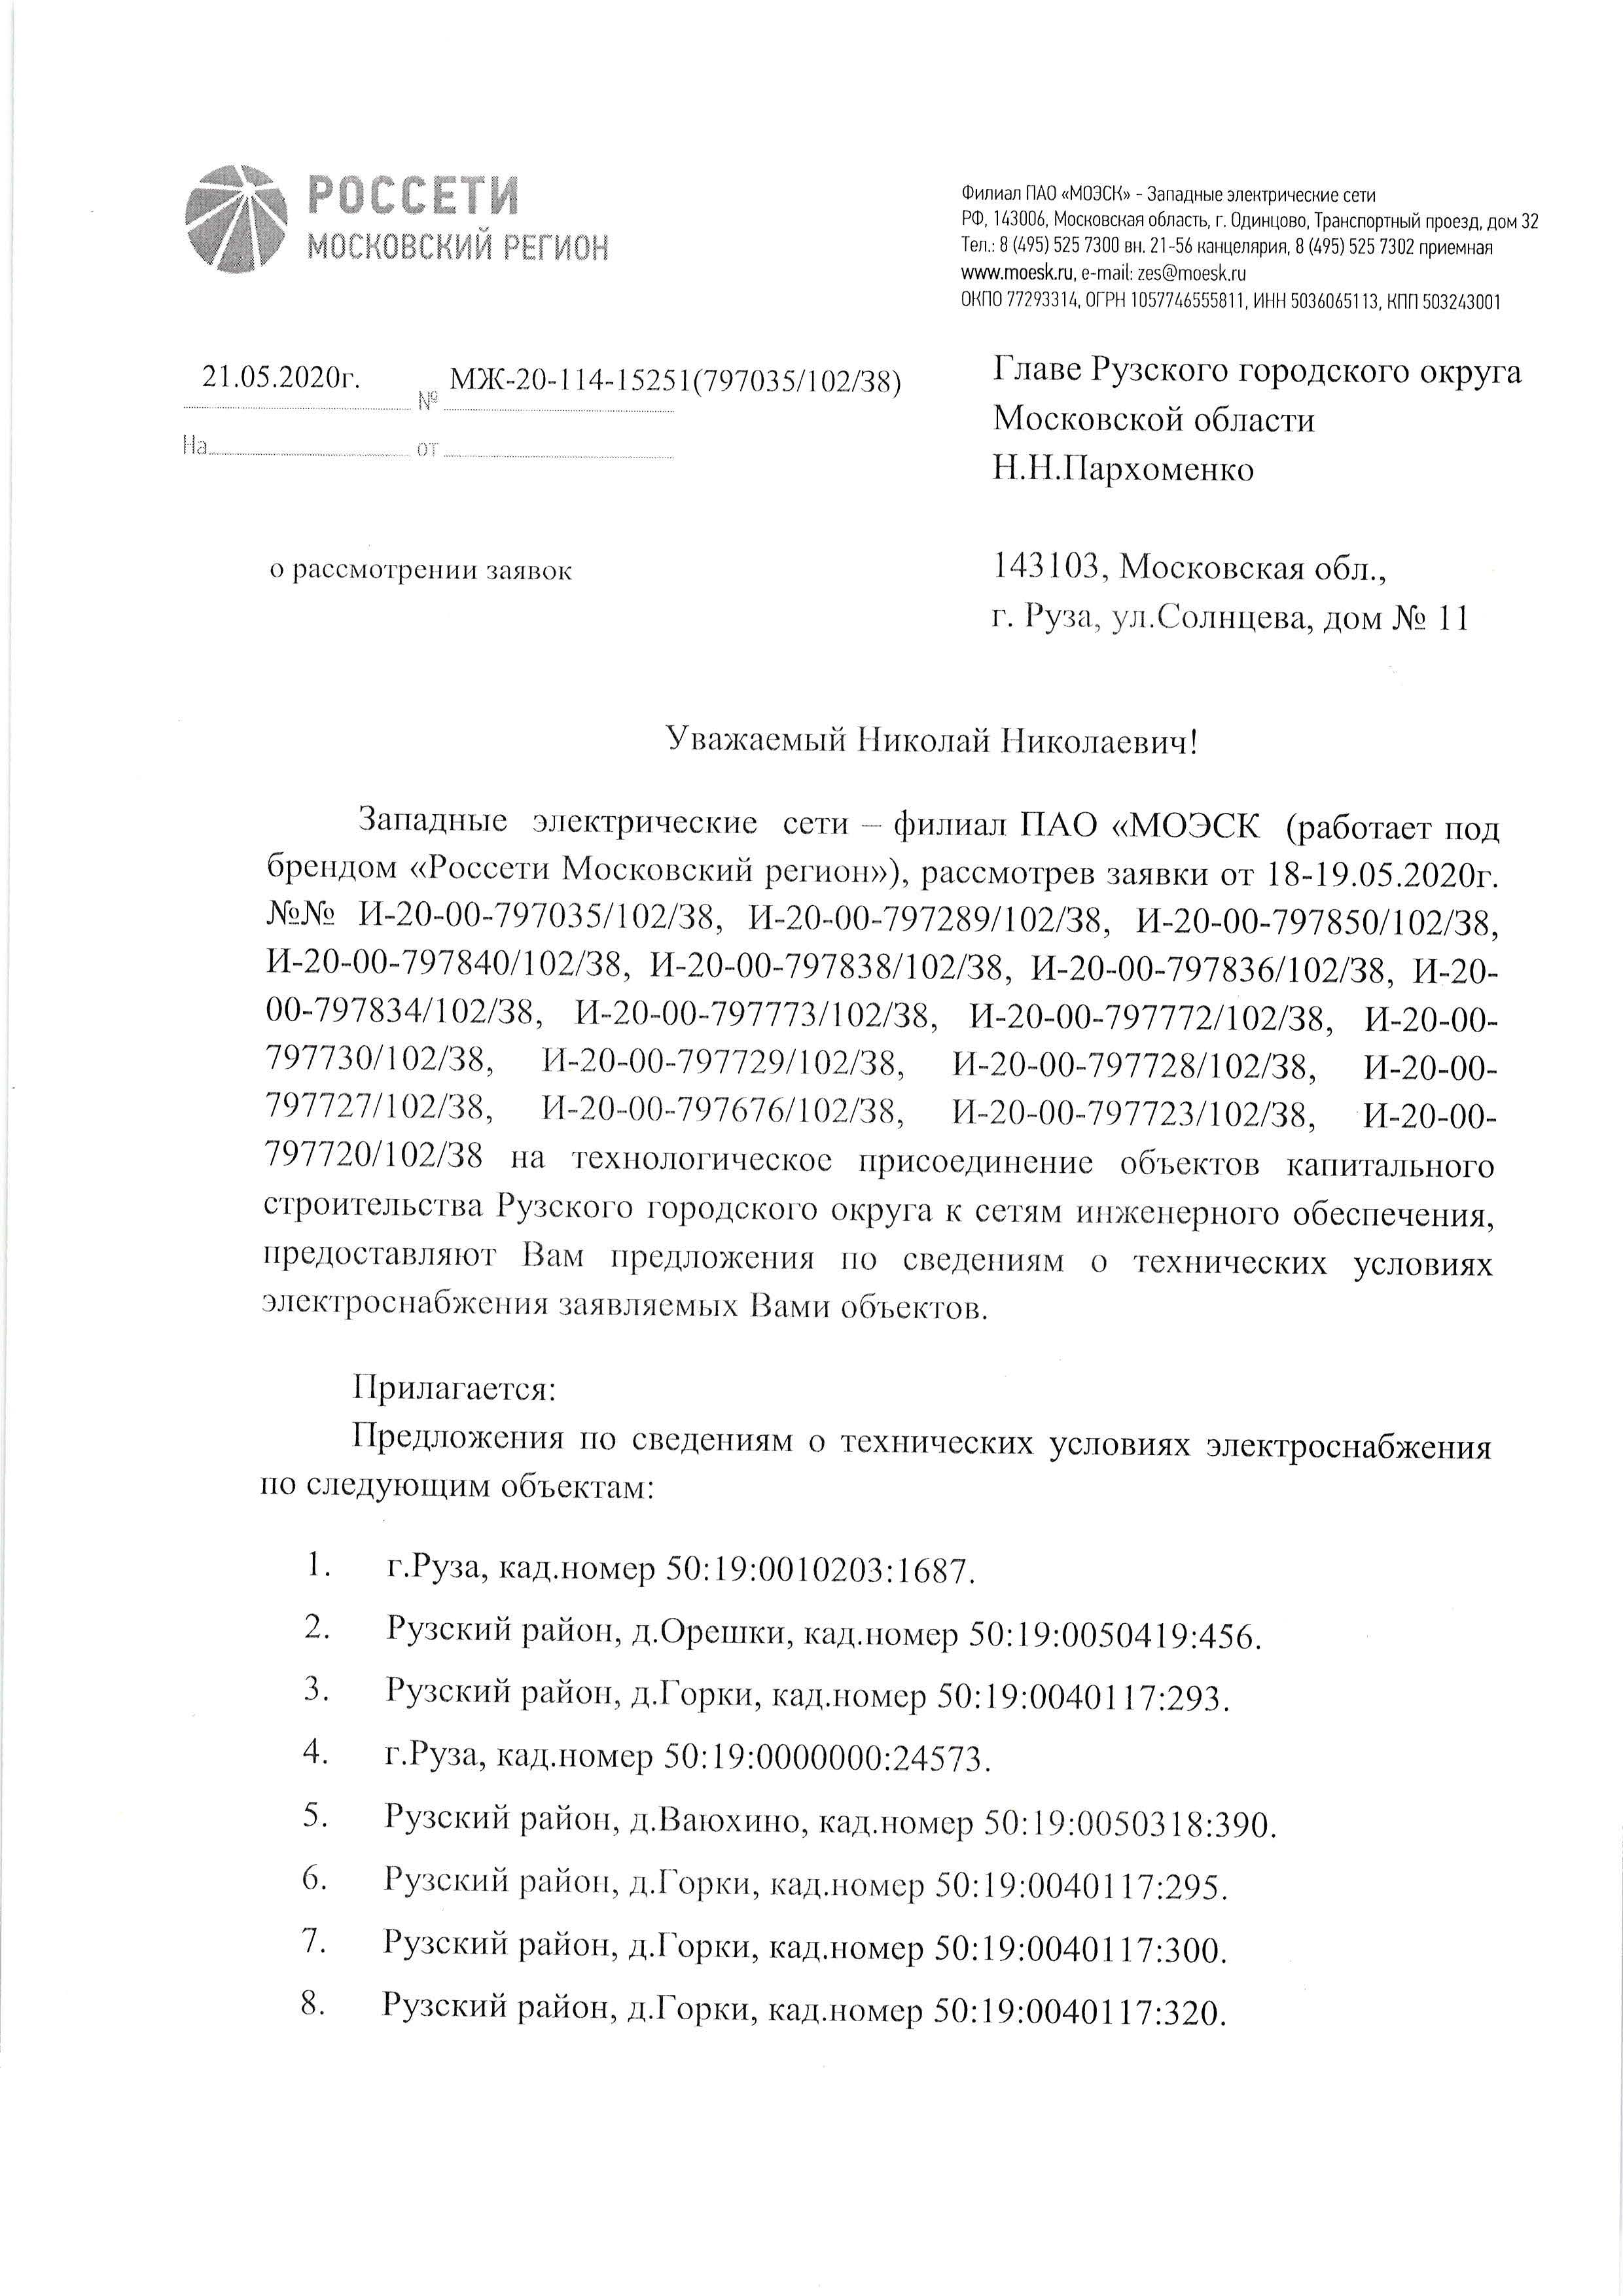 РОССЕТИ
МОСКОВСКИЙ РЕГИОН
Филиал ПАО «МОЭСК» - Западные электрические сети
РФ, 143006, Московская область, г. Одинцово, Транспортный проезд, дом 32
Тел.: 8 (495) 525 7300 вн. 21-56 канцелярия, 8 (495) 525 7302 приемная
www.moesk.ru, e-mail: zes@moesk.ru
ОКПО 77293314, ОГРН 1057746555811, ИНН 5036065113, КПП 503243001
21.05.2020г. № МЖ-20-114-15251(797035/102/38)
На от
Главе Рузского городского округа
Московской области
Н.Н.Пархоменко
о рассмотрении заявок
143103, Московская обл.,
г. Руза, ул.Солнцева, дом № 11
Уважаемый Николай Николаевич!
Западные электрические сети – филиал ПАО «МОЭСК (работает под
брендом «Россети Московский регион»), рассмотрев заявки от 18-19.05.2020г.
№№ И-20-00-797035/102/38, И-20-00-797289/102/38, И-20-00-797850/102/38,
И-20-00-797840/102/38, И-20-00-797838/102/38, И-20-00-797836/102/38, И-20-
00-797834/102/38, И-20-00-797773/102/38, И-20-00-797772/102/38, И-20-00-
797730/102/38, И-20-00-797729/102/38, И-20-00-797728/102/38, И-20-00-
797727/102/38, И-20-00-797676/102/38, И-20-00-797723/102/38, И-20-00-
797720/102/38 на технологическое присоединение объектов капитального
строительства Рузского городского округа к сетям инженерного обеспечения,
предоставляют Вам предложения по сведениям о технических условиях
электроснабжения заявляемых Вами объектов.
Прилагается:
Предложения по сведениям о технических условиях электроснабжения
по следующим объектам:
1. г.Руза, кад.номер 50:19:0010203:1687.
2. Рузский район, д.Орешки, кад.номер 50:19:0050419:456.
3. Рузский район, д.Горки, кад.номер 50:19:0040117:293.
4. г.Руза, кад.номер 50:19:0000000:24573.
5. Рузский район, д.Ваюхино, кад.номер 50:19:0050318:390.
6. Рузский район, д.Горки, кад.номер 50:19:0040117:295.
7. Рузский район, д.Горки, кад.номер 50:19:0040117:300.
8. Рузский район, д.Горки, кад.номер 50:19:0040117:320.